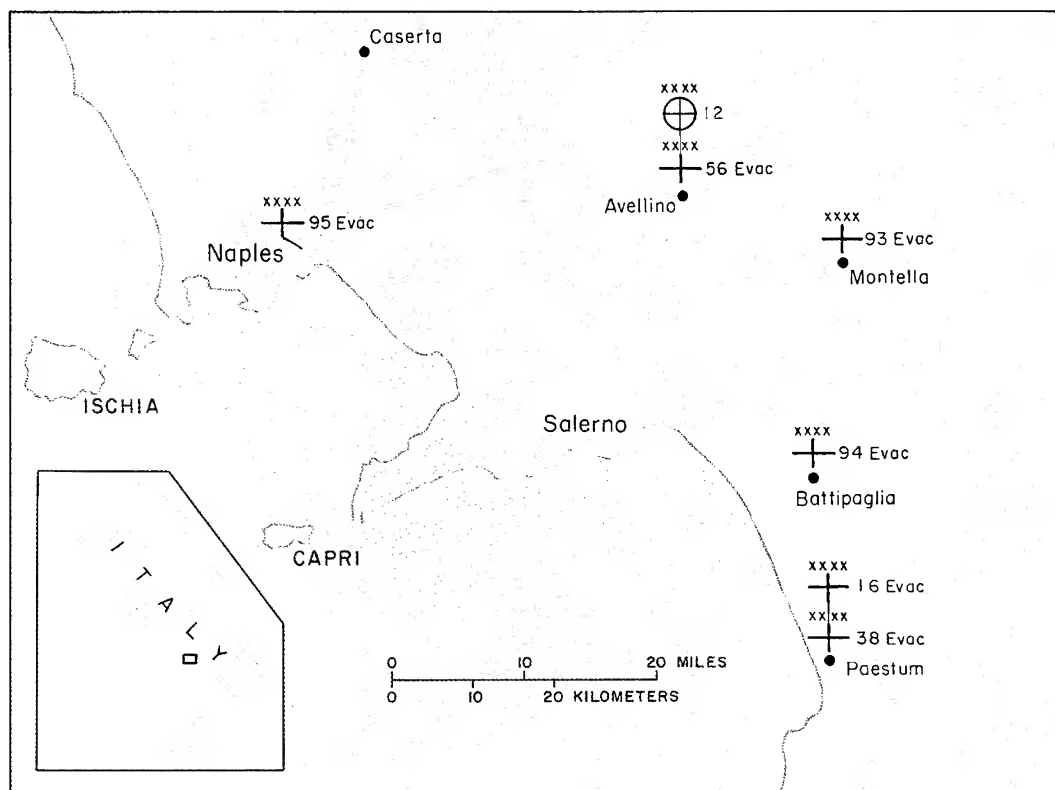 Caserta
XXXX
12
XXXX
56 Evac
Avellino
XXXX
95 Evac
Naples
XXXX
93 Evac
Montella
ISCHIA
Salerno
XXXX
94 Evac
Battipaglia
CAPRI
ITALY
XXXX
16 Evac
XXXX
38 Evac
Paestum
0 10 20 MILES
0 10 20 KILOMETERS